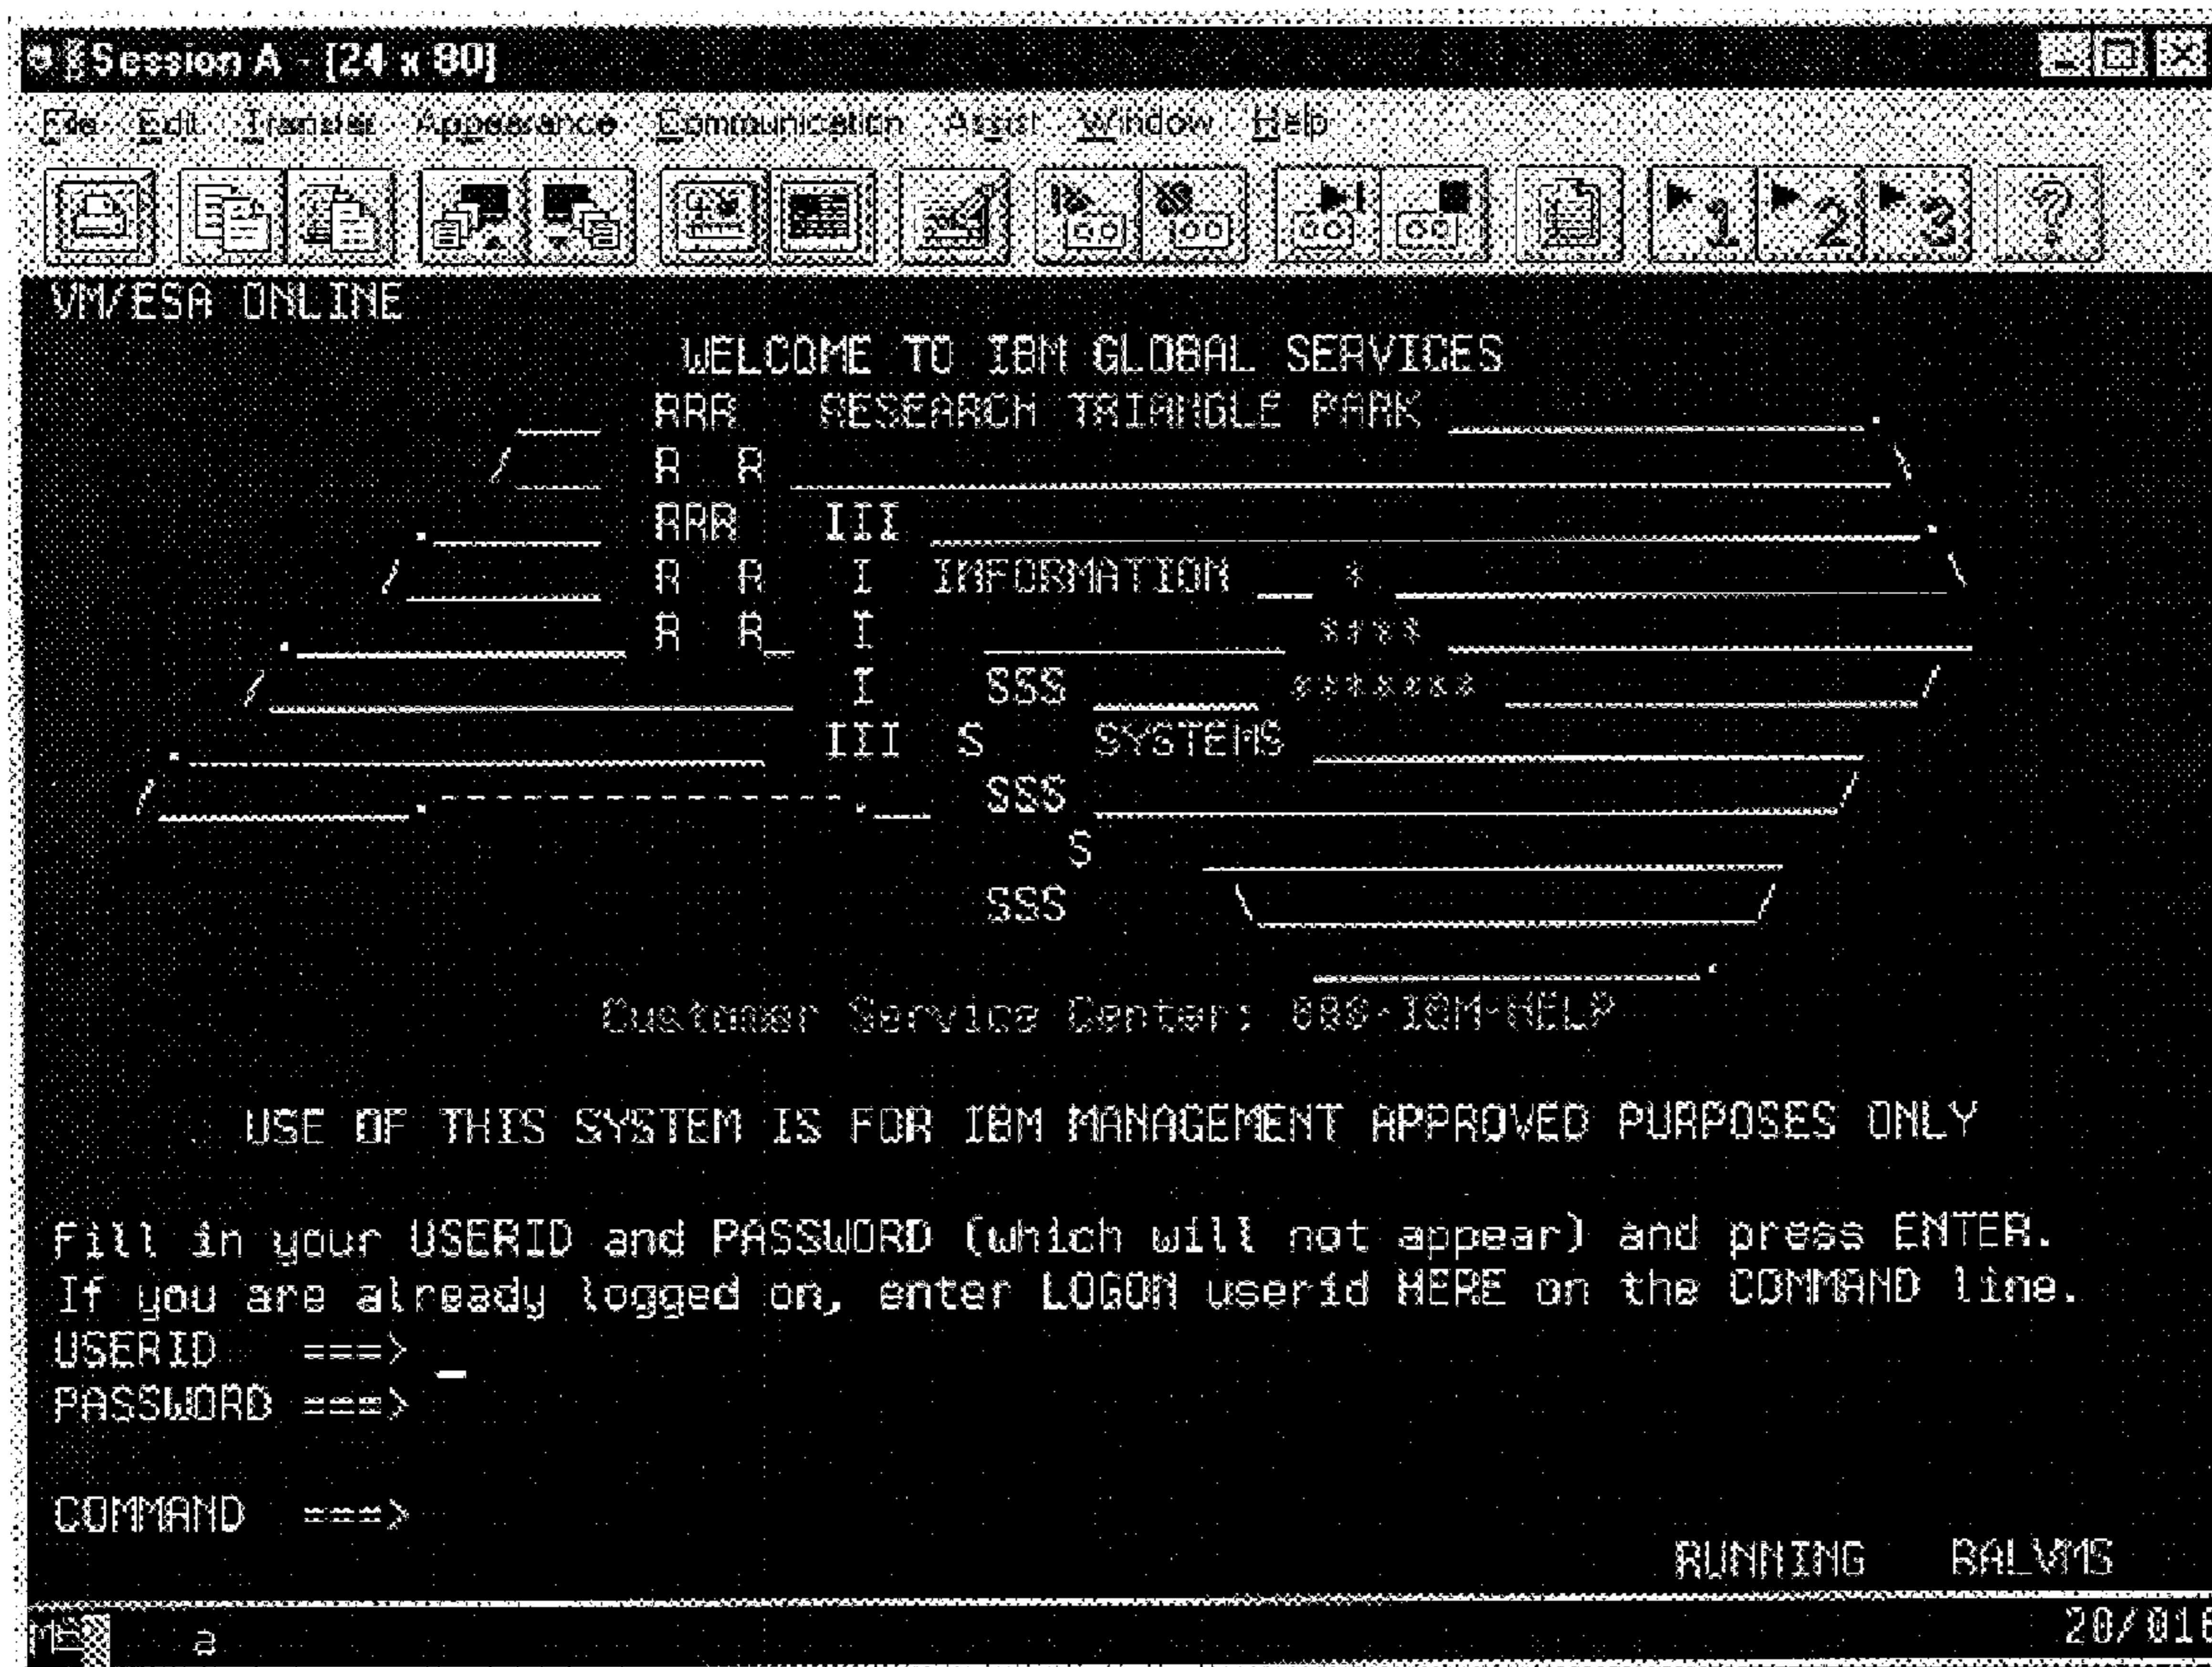 Session A - [24 x 80]
File Edit Transfer Appearance Communication Assist Window Help
1 2 3 ?
VM/ESA ONLINE
WELCOME TO IBM GLOBAL SERVICES
RRR RESEARCH TRIANGLE PARK
R R
RRR III
R R I INFORMATION *
R R I ****
I SSS *******
III S SYSTEMS
SSS
S
SSS
Customer Service Center: IBM-HELP
USE OF THIS SYSTEM IS FOR IBM MANAGEMENT APPROVED PURPOSES ONLY
Fill in your USERID and PASSWORD (which will not appear) and press ENTER.
If you are already logged on, enter LOGON userid HERE on the COMMAND line.
USERID ===> _
PASSWORD ===>
COMMAND ===>
RUNNING
a